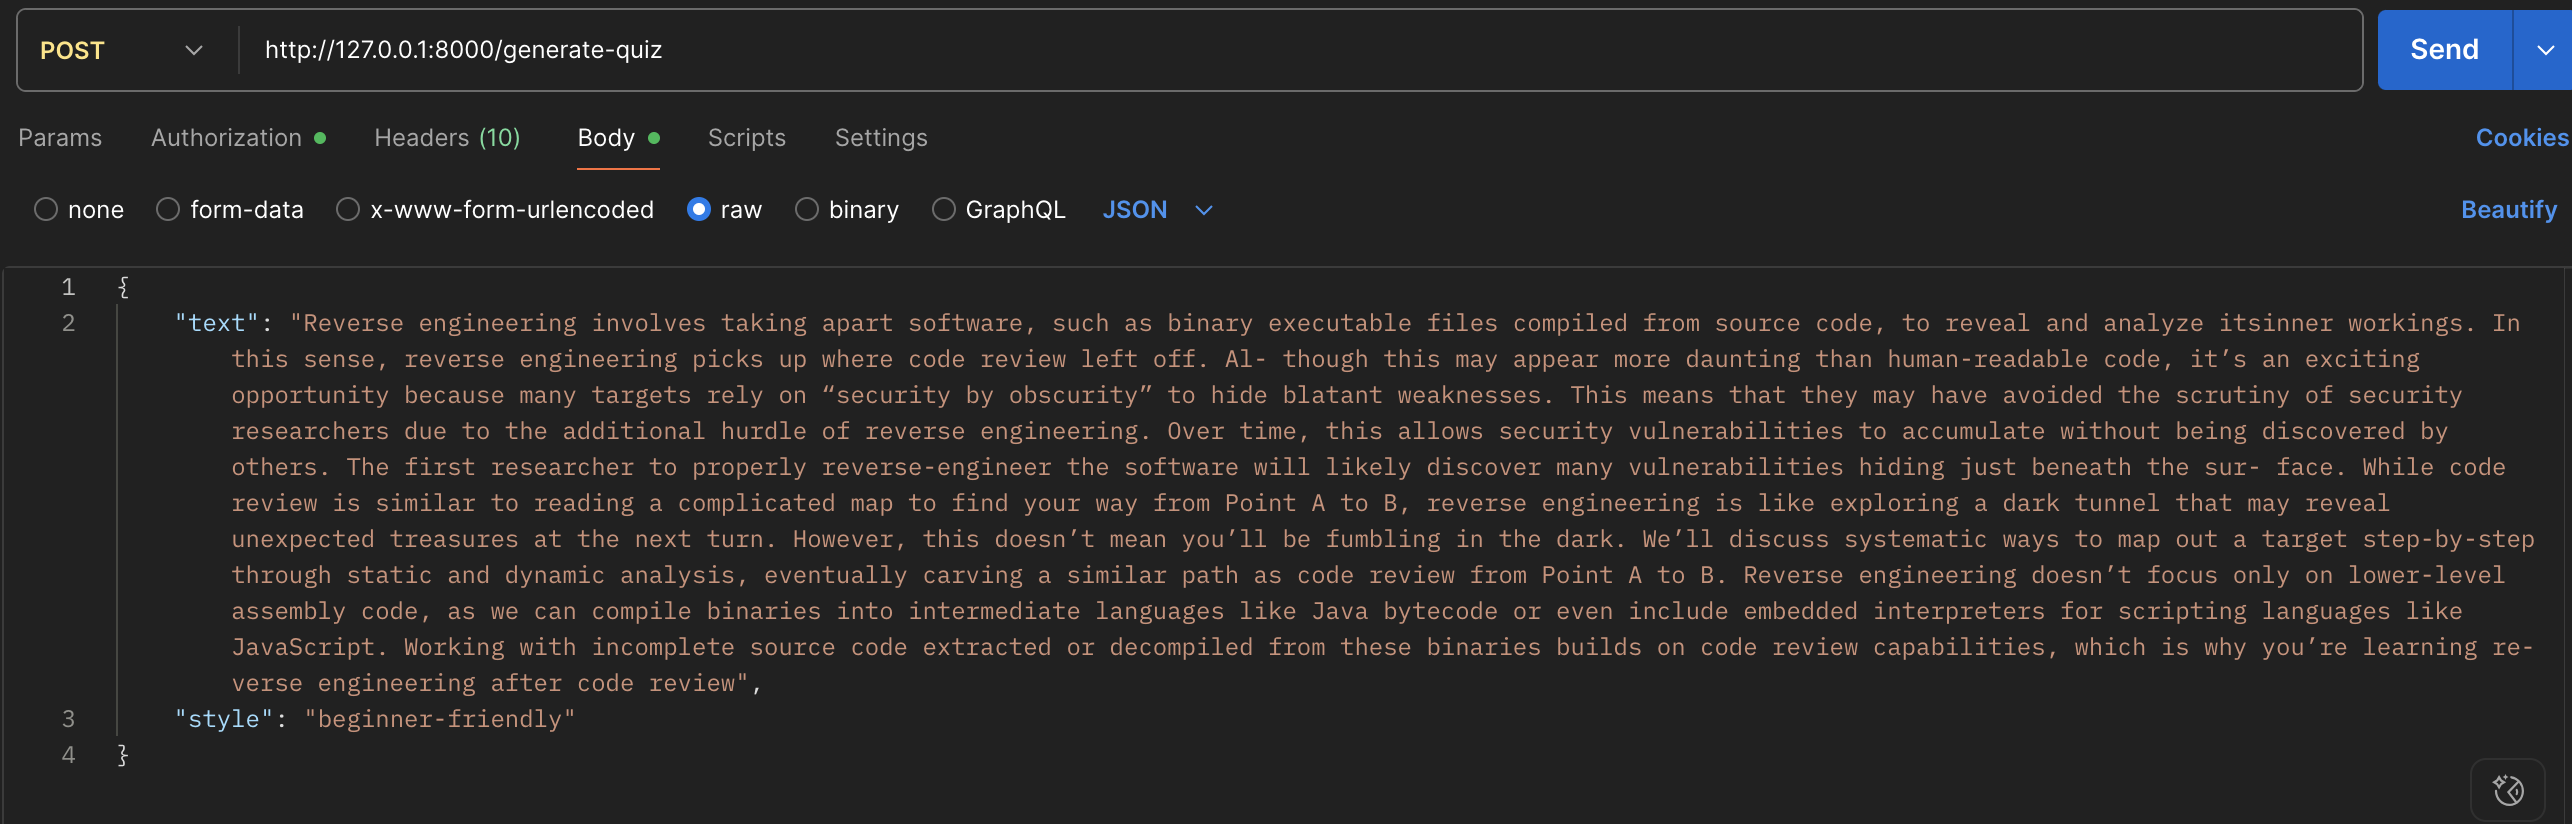 POST http://127.0.0.1:8000/generate-quiz Send
Params Authorization Headers (10) Body Scripts Settings Cookies
none form-data x-www-form-urlencoded raw binary GraphQL JSON Beautify
1 {
2 "text": "Reverse engineering involves taking apart software, such as binary executable files compiled from source code, to reveal and analyze itsinner workings. In
this sense, reverse engineering picks up where code review left off. Al- though this may appear more daunting than human-readable code, it’s an exciting
opportunity because many targets rely on “security by obscurity” to hide blatant weaknesses. This means that they may have avoided the scrutiny of security
researchers due to the additional hurdle of reverse engineering. Over time, this allows security vulnerabilities to accumulate without being discovered by
others. The first researcher to properly reverse-engineer the software will likely discover many vulnerabilities hiding just beneath the sur- face. While code
review is similar to reading a complicated map to find your way from Point A to B, reverse engineering is like exploring a dark tunnel that may reveal
unexpected treasures at the next turn. However, this doesn’t mean you’ll be fumbling in the dark. We’ll discuss systematic ways to map out a target step-by-step
through static and dynamic analysis, eventually carving a similar path as code review from Point A to B. Reverse engineering doesn’t focus only on lower-level
assembly code, as we can compile binaries into intermediate languages like Java bytecode or even include embedded interpreters for scripting languages like
JavaScript. Working with incomplete source code extracted or decompiled from these binaries builds on code review capabilities, which is why you’re learning re-
verse engineering after code review",
3 "style": "beginner-friendly"
4 }